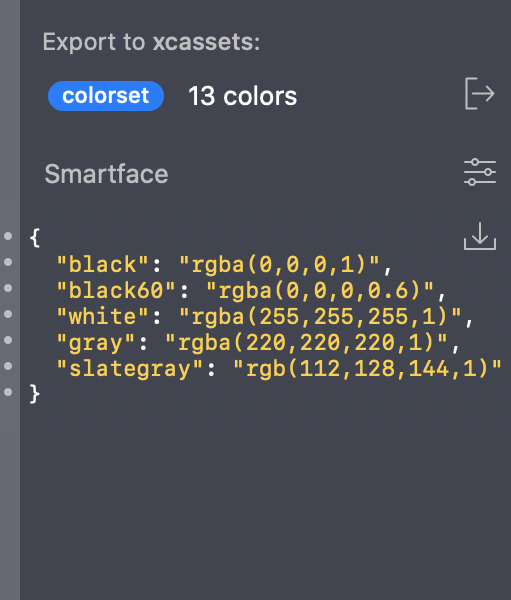 Export to xcassets:
colorset 13 colors
Smartface
{
"black": "rgba(0,0,0,1)",
"black60": "rgba(0,0,0,0.6)",
"white": "rgba(255,255,255,1)",
"gray": "rgba(220,220,220,1)",
"slategray": "rgb(112,128,144,1)"
}